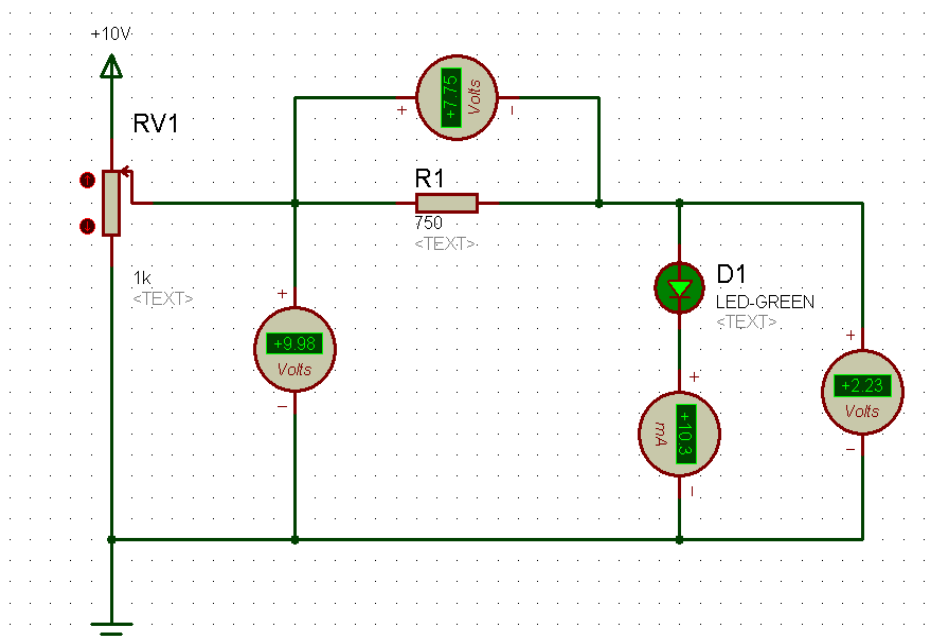 +10V
RV1
1k
<TEXT>
+
+7.75
Volts
-
R1
750
<TEXT>
+
+9.98
Volts
-
D1
LED-GREEN
<TEXT>
+
+10.3
mA
-
+
+2.23
Volts
-